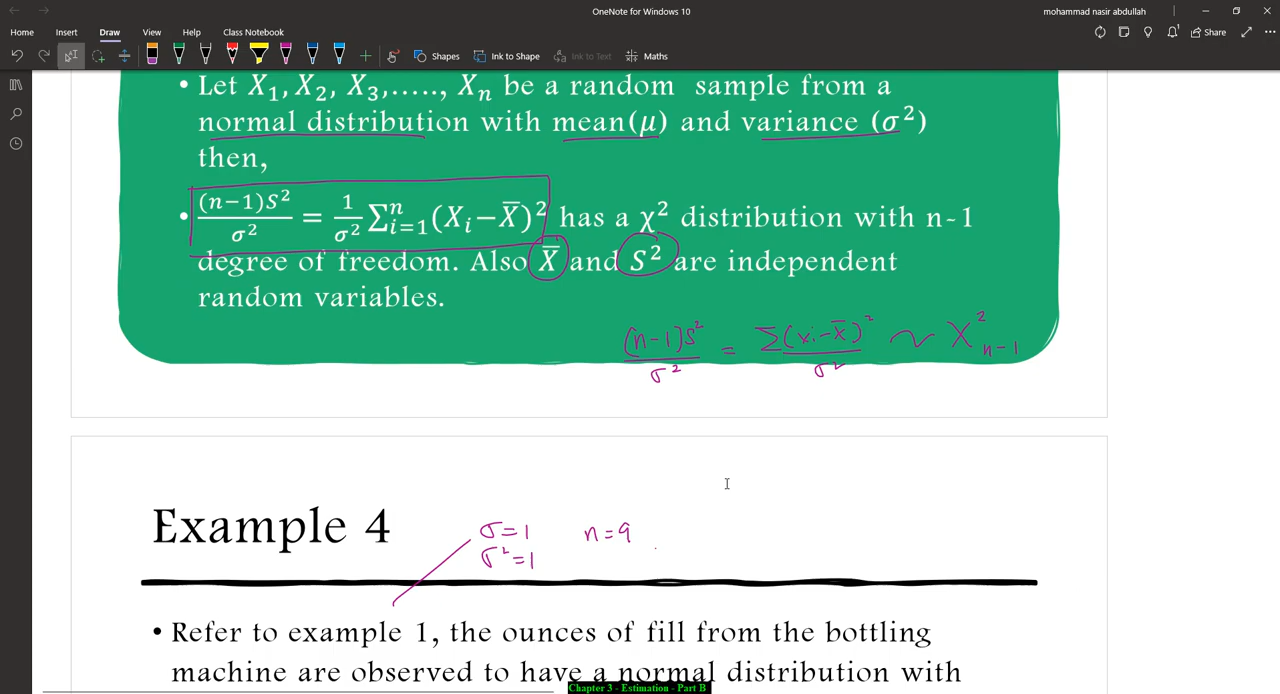 OneNote for Windows 10
mohammad nasir abdullah
Home Insert Draw View Help Class Notebook
Share
Shapes Ink to Shape Ink to Text Maths
• Let X₁, X₂, X₃,….., Xₙ be a random sample from a
normal distribution with mean(μ) and variance (σ²)
then,
• (n−1)S²/σ² = 1/σ² ∑ⁿᵢ₌₁(Xᵢ−X̅)² has a χ² distribution with n-1
degree of freedom. Also X̅ and S² are independent
random variables.
(n-1)S²/σ² = Σ(xi-x̄)²/σ² ~ X²ₙ₋₁
Example 4
σ=1 n=9
σ²=1
• Refer to example 1, the ounces of fill from the bottling
machine are observed to have a normal distribution with
Chapter 3 - Estimation - Part B